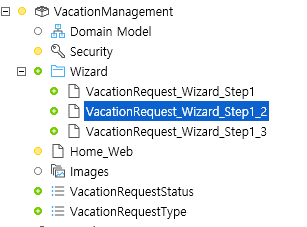 VacationManagement
Domain Model
Security
Wizard
VacationRequest_Wizard_Step1
VacationRequest_Wizard_Step1_2
VacationRequest_Wizard_Step1_3
Home_Web
Images
VacationRequestStatus
VacationRequestType